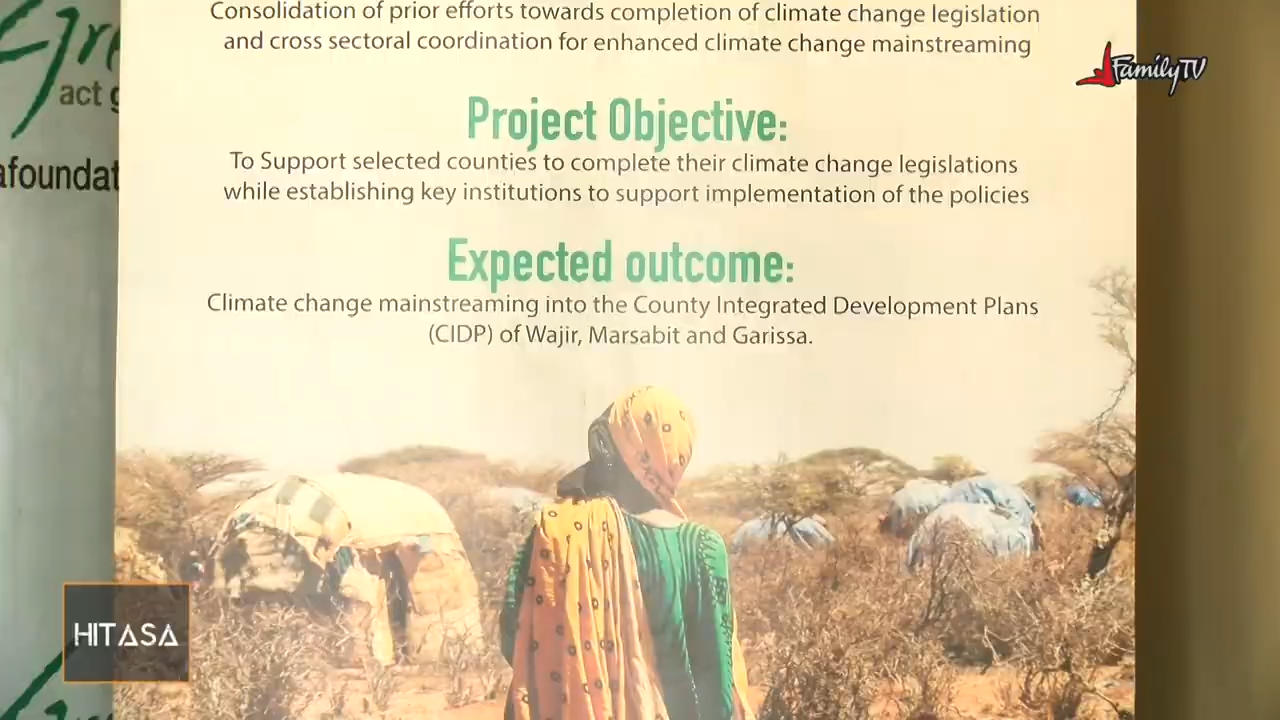 Consolidation of prior efforts towards completion of climate change legislation
and cross sectoral coordination for enhanced climate change mainstreaming
FamilyTV
act
afoundat
Project Objective:
To Support selected counties to complete their climate change legislations
while establishing key institutions to support implementation of the policies
Expected outcome:
Climate change mainstreaming into the County Integrated Development Plans
(CIDP) of Wajir, Marsabit and Garissa.
HITASA